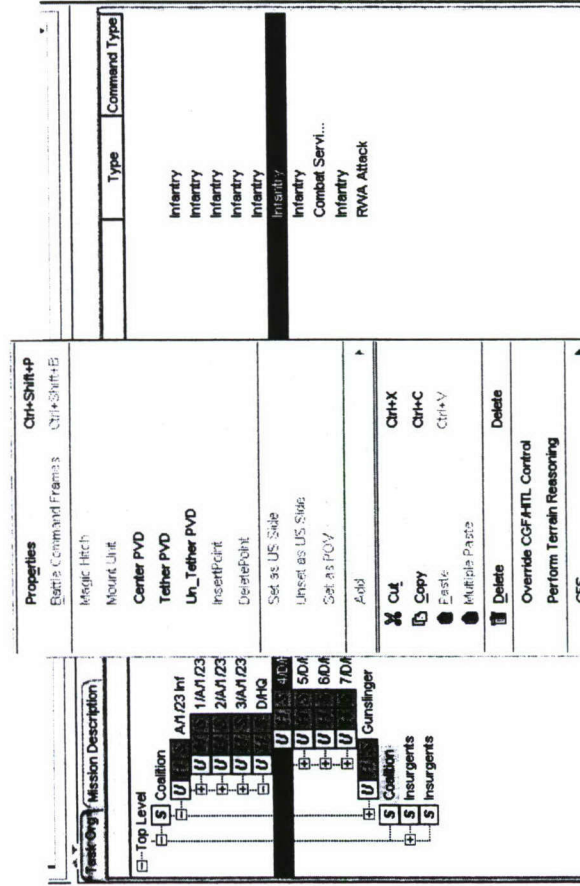 Task Org
Mission Description
Top Level
S Coalition
U A/1/23 Inf
U 1/A/1/23
U 2/A/1/23
U 3/A/1/23
U D/HQ
U 4/D/
U 5/D/
U 6/D/
U 7/D/
U Gunslinger
S Coalition
S Insurgents
S Insurgents
Properties Ctrl+Shift+P
Battle Command Frames Ctrl+Shift+B
Magic Hitch
Mount Unit
Center PVD
Tether PVD
Un_Tether PVD
InsertPoint
DeletePoint
Set as US Side
Unset as US Side
Set as POV
Add
Cut Ctrl+X
Copy Ctrl+C
Paste Ctrl+V
Multiple Paste
Delete Delete
Override CGF/HTL Control
Perform Terrain Reasoning
Type
Command Type
Infantry
Infantry
Infantry
Infantry
Infantry
Infantry
Infantry
Combat Servi...
Infantry
RWA Attack